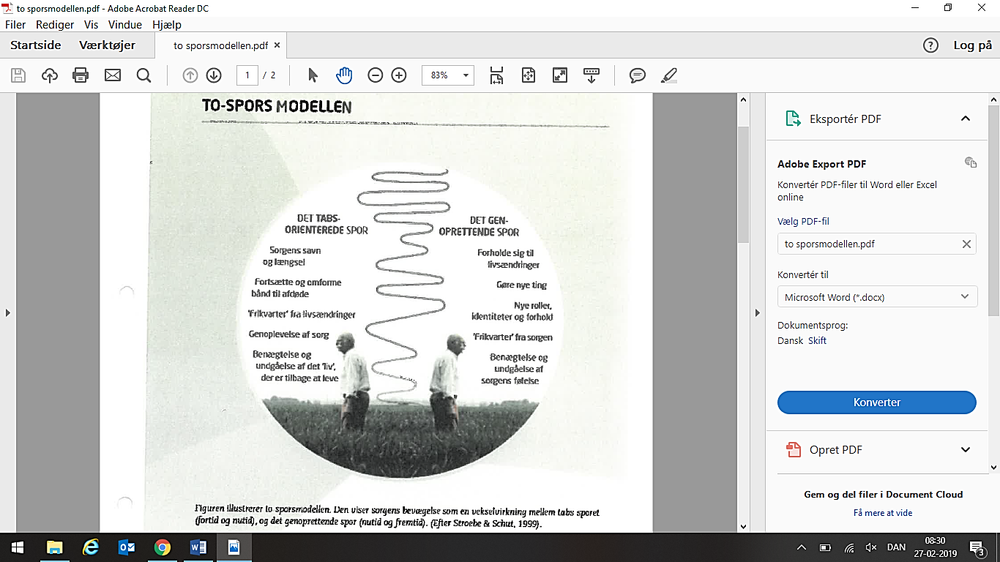 to sporsmodellen.pdf - Adobe Acrobat Reader DC
Filer Rediger Vis Vindue Hjælp
Startside Værktøjer to sporsmodellen.pdf × ? Log på
1 / 2 83%
TO-SPORS MODELLEN
DET TABS-
ORIENTEREDE SPOR
Sorgens savn
og længsel
Fortsætte og omforme
bånd til afdøde
'Frikvarter' fra livsændringer
Genoplevelse af sorg
Benægtelse og
undgåelse af det 'liv',
der er tilbage at leve
DET GEN-
OPRETTENDE SPOR
Forholde sig til
livsændringer
Gøre nye ting
Nye roller,
identiteter og forhold
'Frikvarter' fra sorgen
Benægtelse og
undgåelse af
sorgens følelse
Figuren illustrerer to sporsmodellen. Den viser sorgens bevægelse som en vekselvirkning mellem tabs sporet
(fortid og nutid), og det genoprettende spor (nutid og fremtid). (Efter Stroebe & Schut, 1999).
Eksportér PDF
Adobe Export PDF
Konvertér PDF-filer til Word eller Excel
online
Vælg PDF-fil
to sporsmodellen.pdf
Konvertér til
Microsoft Word (*.docx)
Dokumentsprog:
Dansk Skift
Konverter
Opret PDF
Gem og del filer i Document Cloud
Få mere at vide
DAN
08:30
27-02-2019
3